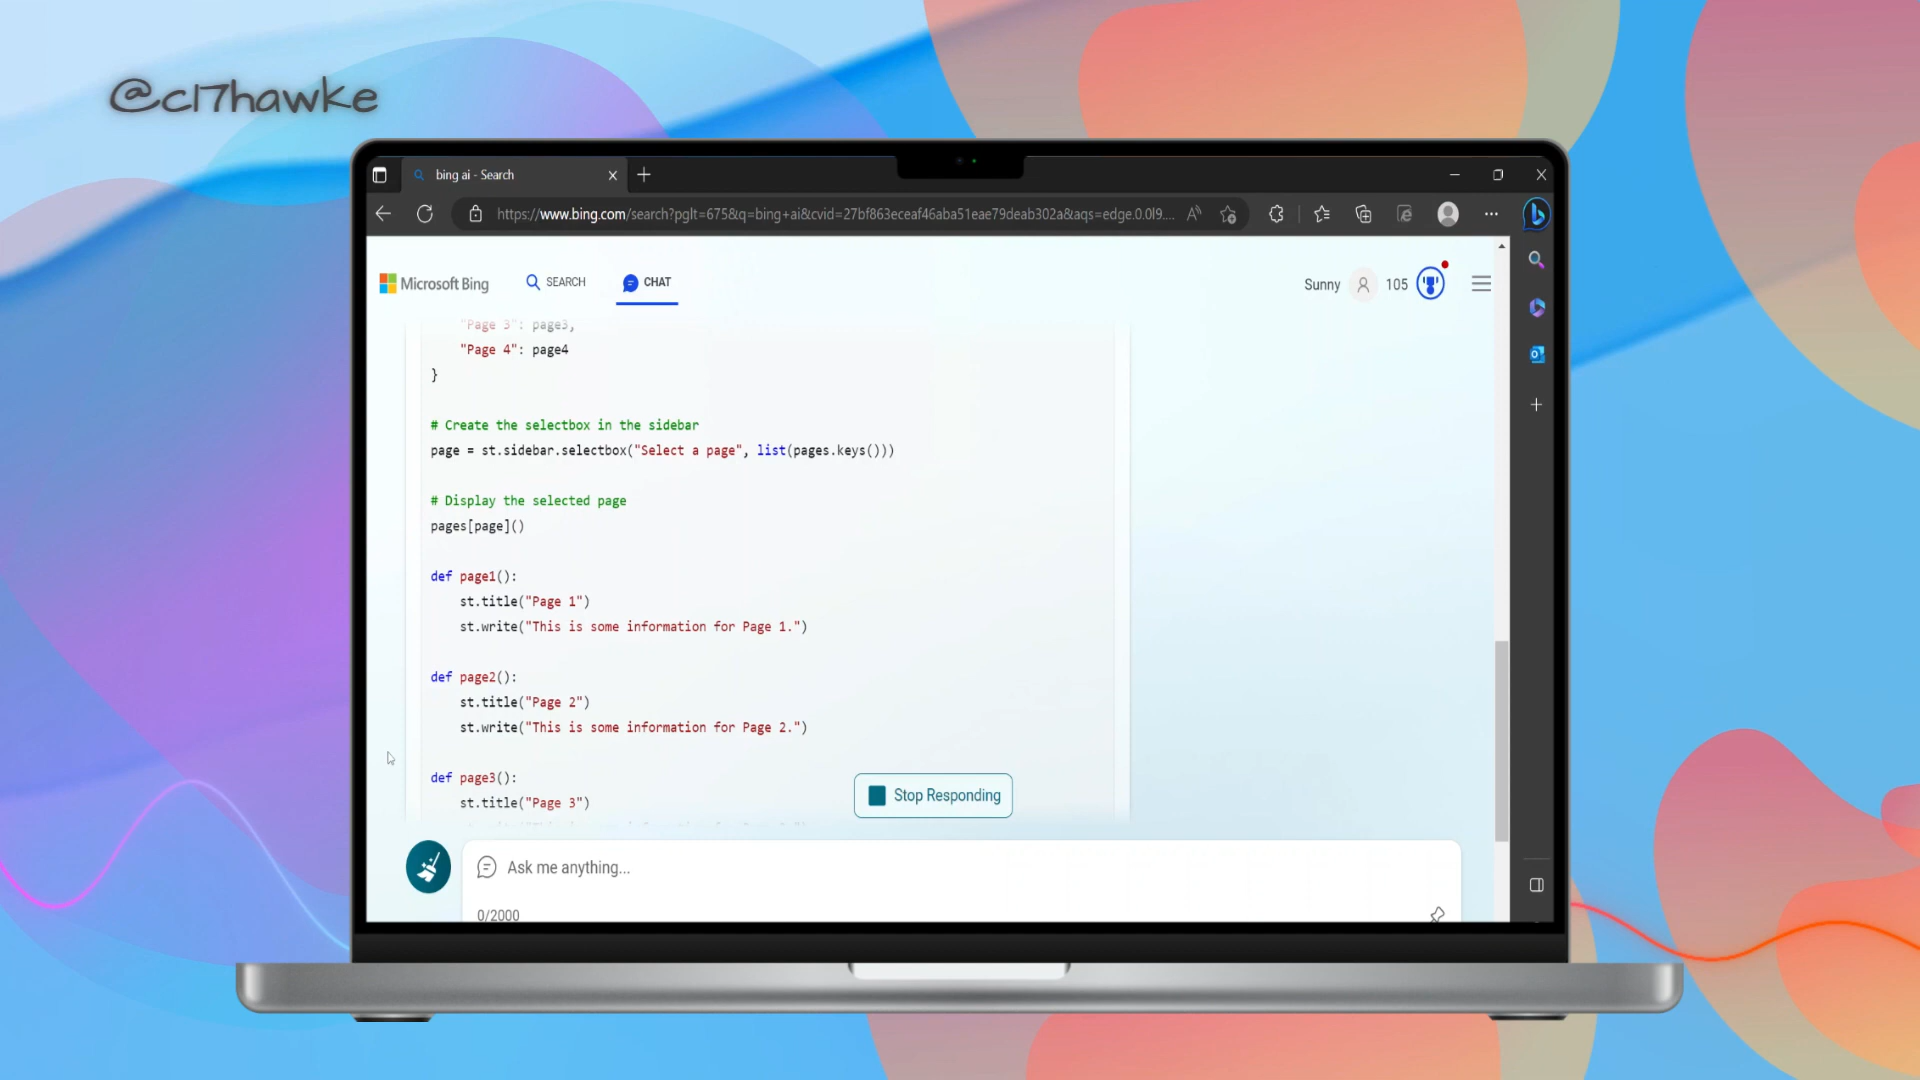 @c17hawke
bing ai - Search
https://www.bing.com/search?pglt=675&q=bing+ai&cvid=27bf863eceaf46aba51eae79deab302a&aqs=edge.0.0l9....
Microsoft Bing
SEARCH
CHAT
Sunny
105
"Page 3": page3,
"Page 4": page4
}
# Create the selectbox in the sidebar
page = st.sidebar.selectbox("Select a page", list(pages.keys()))
# Display the selected page
pages[page]()
def page1():
st.title("Page 1")
st.write("This is some information for Page 1.")
def page2():
st.title("Page 2")
st.write("This is some information for Page 2.")
def page3():
st.title("Page 3")
Stop Responding
Ask me anything...
0/2000